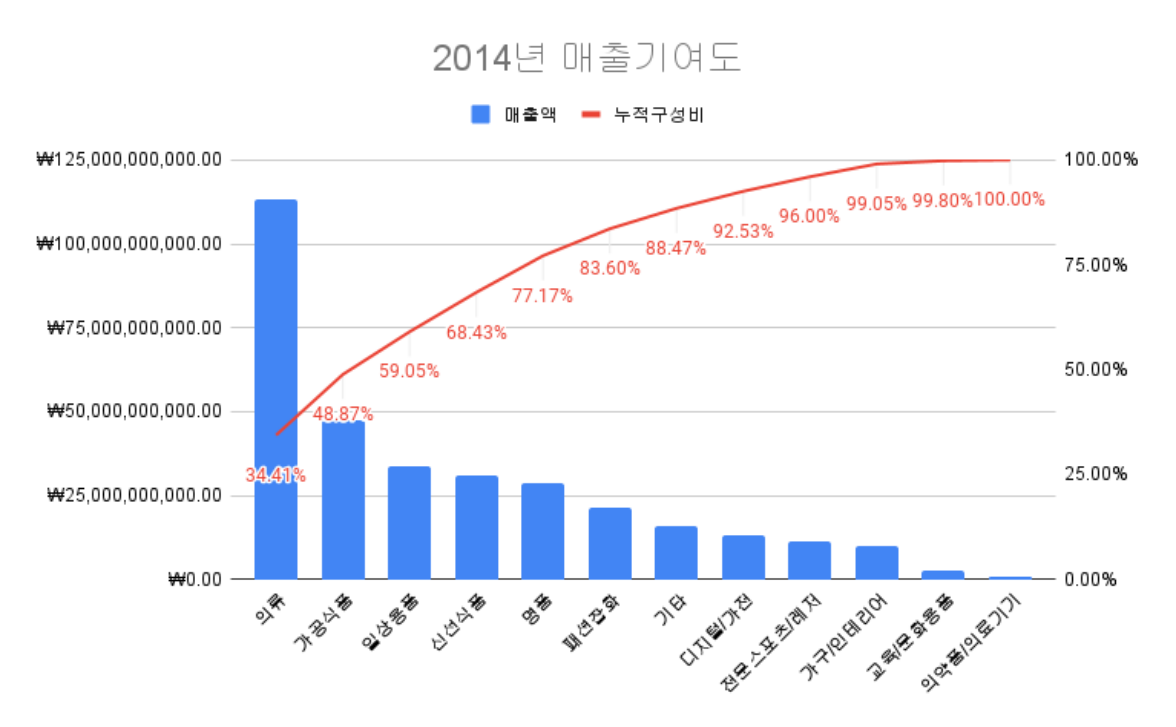 2014년 매출기여도
매출액 누적구성비
₩125,000,000,000.00 100.00%
₩100,000,000,000.00
75.00%
₩75,000,000,000.00
50.00%
₩50,000,000,000.00
25.00%
₩25,000,000,000.00
₩0.00 0.00%
34.41%
48.87%
59.05%
68.43%
77.17%
83.60%
88.47%
92.53%
96.00%
99.05%
99.80%
100.00%
의류
가공식품
일상용품
신선식품
명품
패션잡화
기타
디지털/가전
전문스포츠/레저
가구/인테리어
교육/문화용품
의약품/의료기기